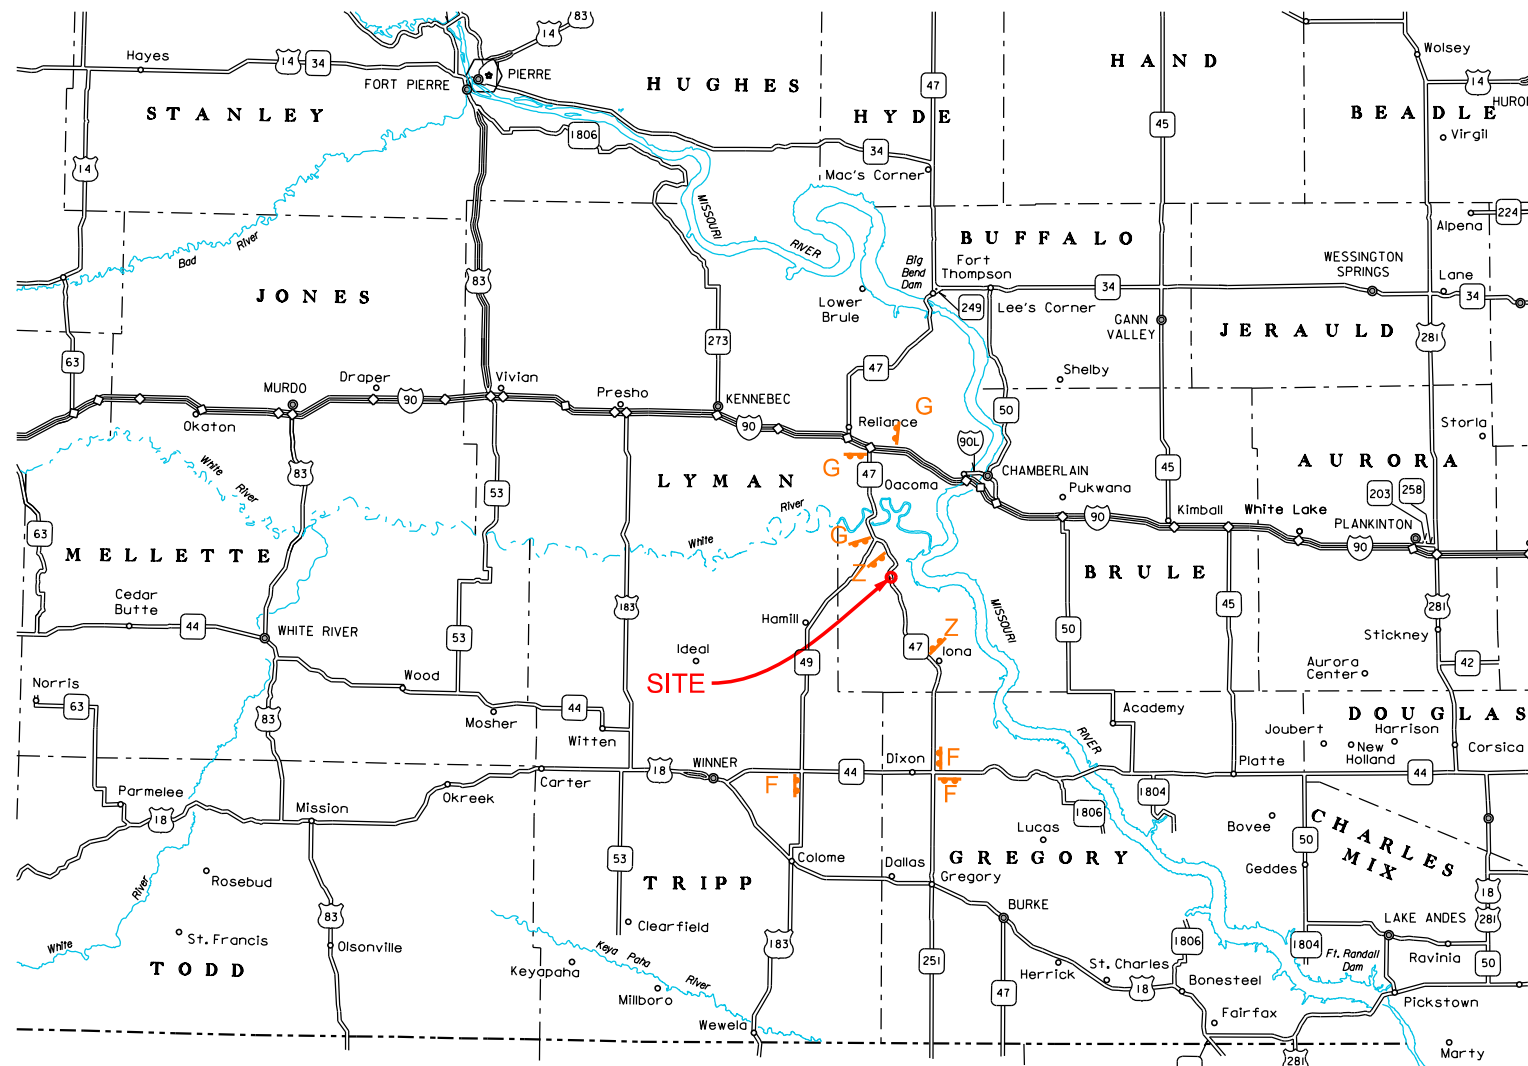 83
14
Wolsey
Hayes
14
34
HAND
PIERRE
FORT PIERRE
HUGHES
47
14
HURON
STANLEY
HYDE
BEADLE
45
1806
Virgil
34
14
Mac's Corner
MISSOURI
224
Alpena
Bad
River
RIVER
BUFFALO
Big
Bend
Dam
Fort
Thompson
WESSINGTON
SPRINGS
Lane
83
JONES
Lower
Brule
249
Lee's Corner
34
34
GANN
VALLEY
JERAULD
281
63
273
47
Shelby
MURDO
Draper
90
Vivian
Presho
KENNEBEC
G
50
Okaton
90
Reliance
90L
Storla
White
River
83
G
47
CHAMBERLAIN
45
AURORA
53
LYMAN
Oacoma
Pukwana
203
258
River
Kimball
White Lake
63
90
PLANKINTON
White
G
90
MELLETTE
Z
BRULE
Cedar
Butte
183
45
281
MISSOURI
44
WHITE RIVER
53
Hamill
Z
50
Stickney
Ideal
47
Iona
SITE
49
Aurora
Center
42
Norris
Wood
63
83
Mosher
44
Academy
DOUGLAS
Witten
RIVER
Joubert
Harrison
New
Holland
Corsica
WINNER
Dixon
F
Platte
18
44
44
Carter
F
F
Parmelee
Okreek
1804
18
Mission
1806
Lucas
Bovee
CHARLES
MIX
50
53
Colome
Dallas
GREGORY
Geddes
Rosebud
TRIPP
Gregory
18
River
83
BURKE
LAKE ANDES
281
Clearfield
St. Francis
Olsonville
Keya Paha
183
1806
1804
White
251
Ft. Randall
Dam
Ravinia
TODD
Keyapaha
River
Herrick
St. Charles
50
Millboro
47
18
Bonesteel
Pickstown
Wewela
Fairfax
Marty
281